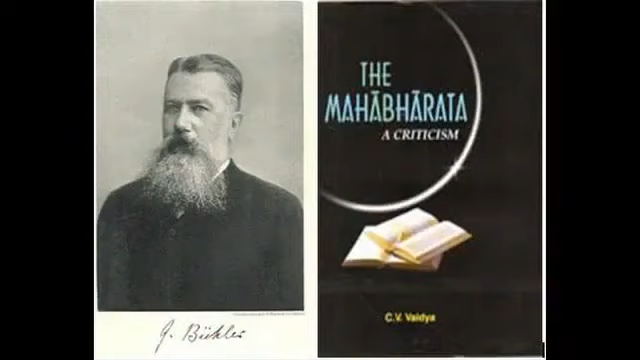 G. Bühler
THE
MAHĀBHĀRATA
A CRITICISM
C.V. Vaidya